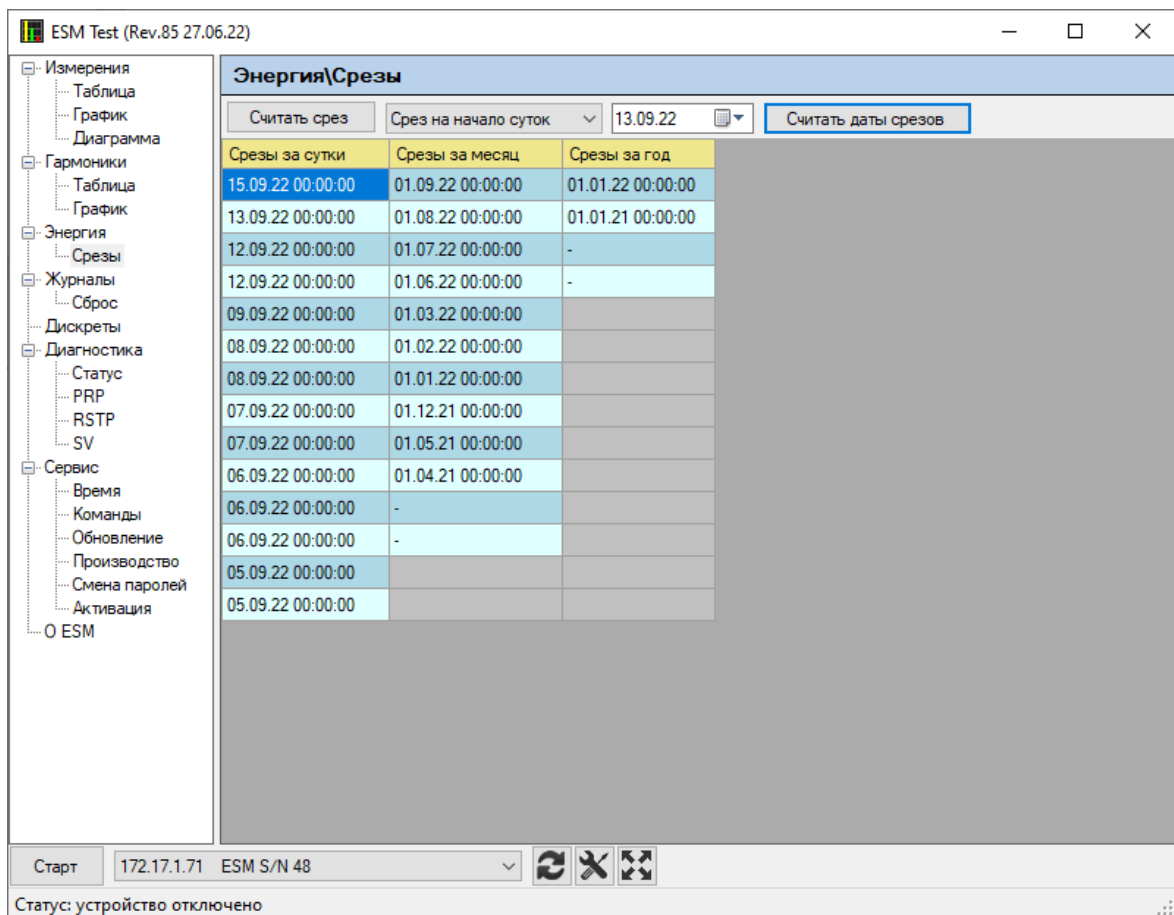 ESM Test (Rev.85 27.06.22)
Измерения
Таблица
График
Диаграмма
Гармоники
Таблица
График
Энергия
Срезы
Журналы
Сброс
Дискреты
Диагностика
Статус
PRP
RSTP
SV
Сервис
Время
Команды
Обновление
Производство
Смена паролей
Активация
О ESM
Энергия\Срезы
Считать срез Срез на начало суток 13.09.22 Считать даты срезов
Срезы за сутки Срезы за месяц Срезы за год
15.09.22 00:00:00 01.09.22 00:00:00 01.01.22 00:00:00
13.09.22 00:00:00 01.08.22 00:00:00 01.01.21 00:00:00
12.09.22 00:00:00 01.07.22 00:00:00 -
12.09.22 00:00:00 01.06.22 00:00:00 -
09.09.22 00:00:00 01.03.22 00:00:00
08.09.22 00:00:00 01.02.22 00:00:00
08.09.22 00:00:00 01.01.22 00:00:00
07.09.22 00:00:00 01.12.21 00:00:00
07.09.22 00:00:00 01.05.21 00:00:00
06.09.22 00:00:00 01.04.21 00:00:00
06.09.22 00:00:00 -
06.09.22 00:00:00 -
05.09.22 00:00:00
05.09.22 00:00:00
Старт 172.17.1.71 ESM S/N 48
Статус: устройство отключено